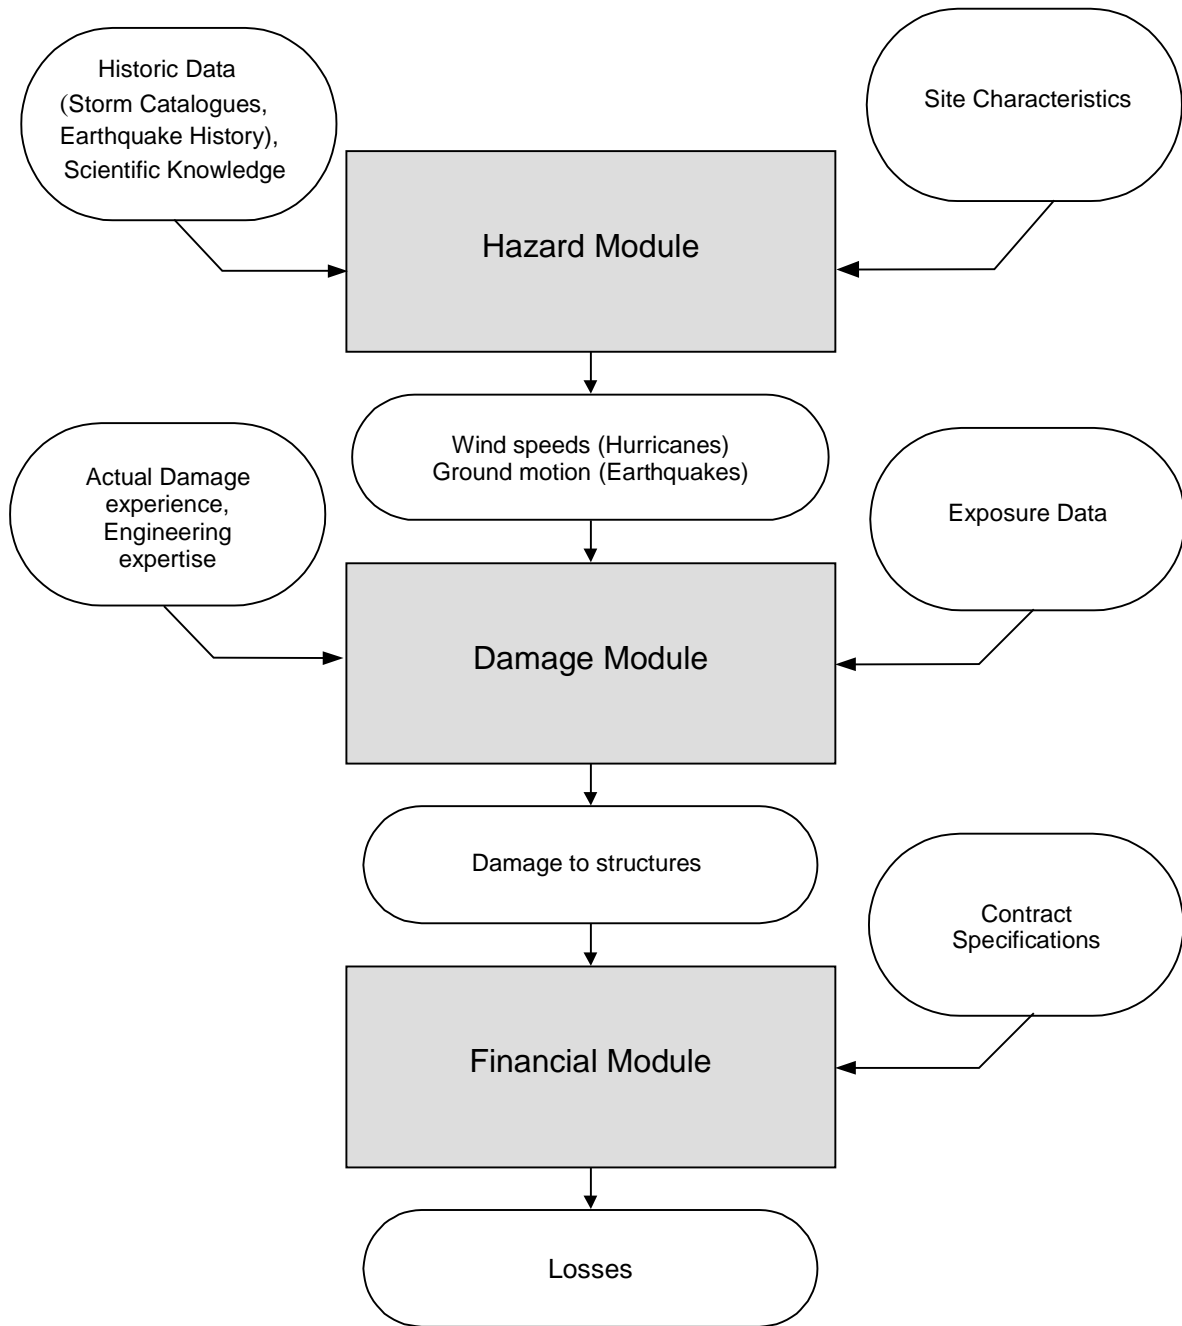 Historic Data
(Storm Catalogues,
Earthquake History),
Scientific Knowledge
Site Characteristics
Hazard Module
Wind speeds (Hurricanes)
Ground motion (Earthquakes)
Actual Damage
experience,
Engineering
expertise
Exposure Data
Damage Module
Damage to structures
Contract
Specifications
Financial Module
Losses